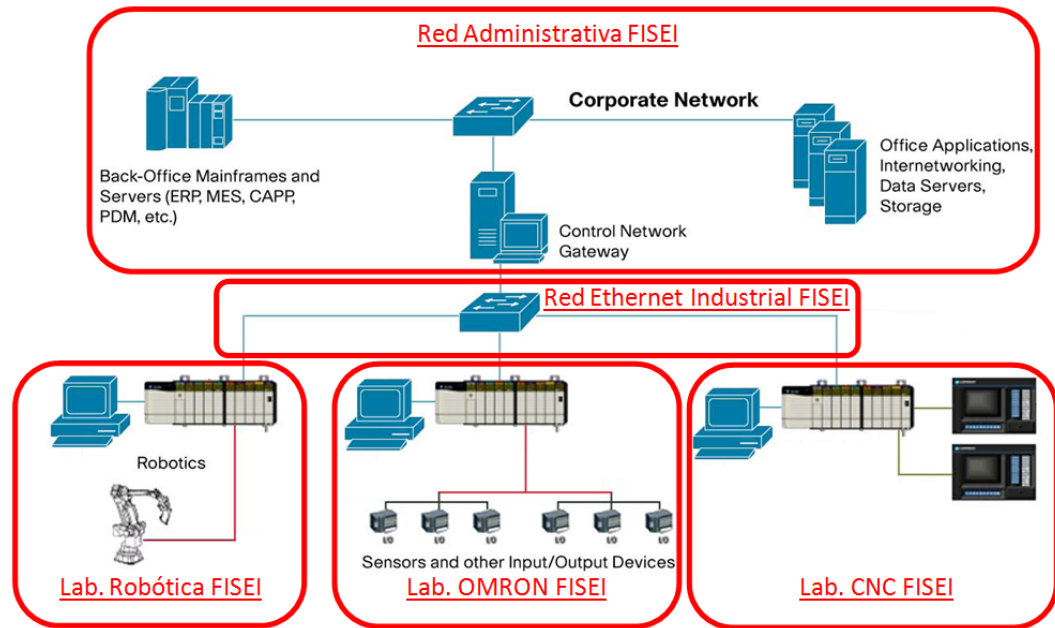 Red Administrativa FISEI
Corporate Network
Back-Office Mainframes and
Servers (ERP, MES, CAPP,
PDM, etc.)
Office Applications,
Internetworking,
Data Servers,
Storage
Control Network
Gateway
Red Ethernet Industrial FISEI
Robotics
I/O
I/O
I/O
I/O
I/O
I/O
Sensors and other Input/Output Devices
Lab. Robótica FISEI
Lab. OMRON FISEI
Lab. CNC FISEI